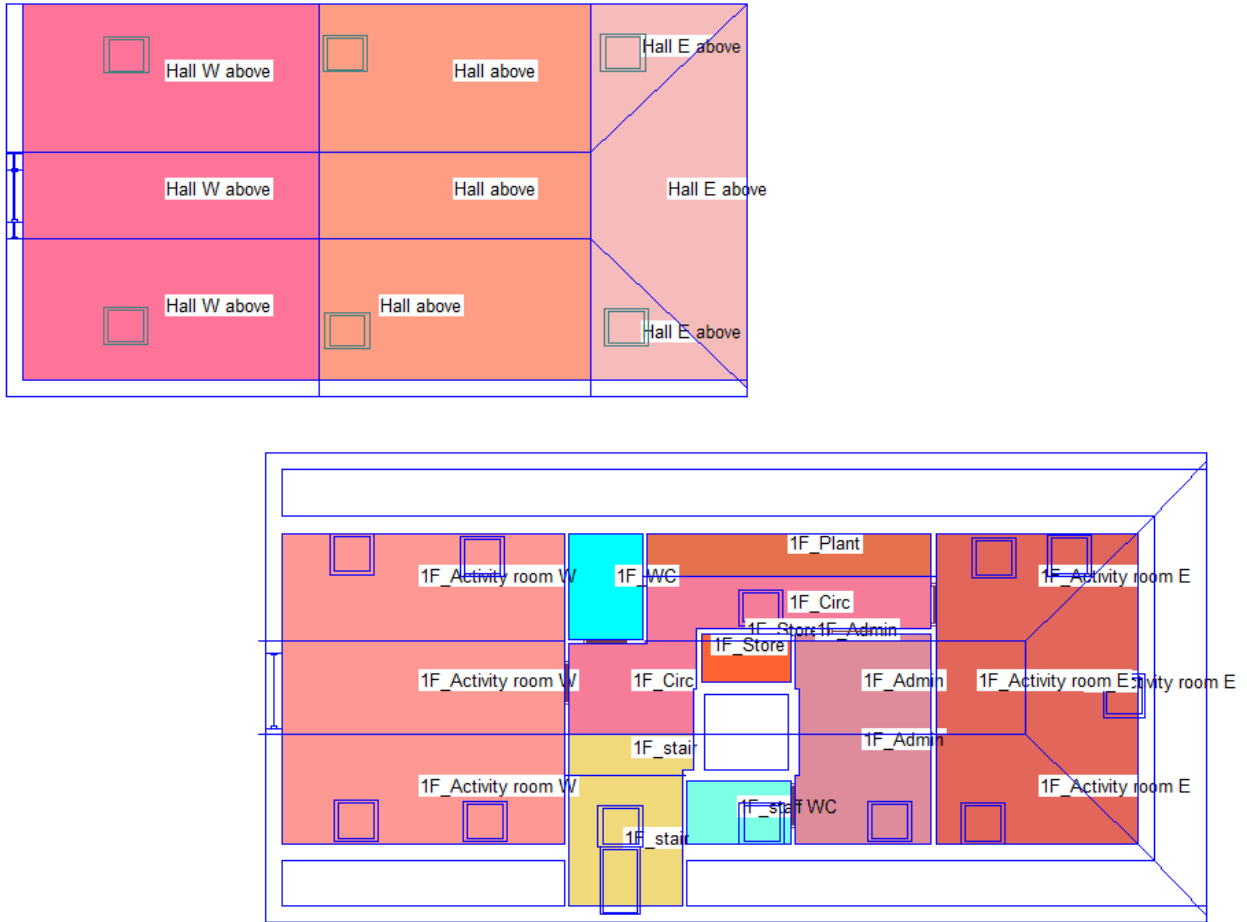 Hall E above
Hall W above
Hall above
Hall W above
Hall above
Hall E above
Hall W above
Hall above
Hall E above
1F_Plant
1F_Activity room W
1F_WC
1F_Activity room E
1F_Circ
1F_Store
1F_Admin
1F_Store
1F_Activity room W
1F_Circ
1F_Admin
1F_Activity room E
1F_Admin
1F_stair
1F_Activity room W
1F_Activity room E
1F_staff WC
1F_stair